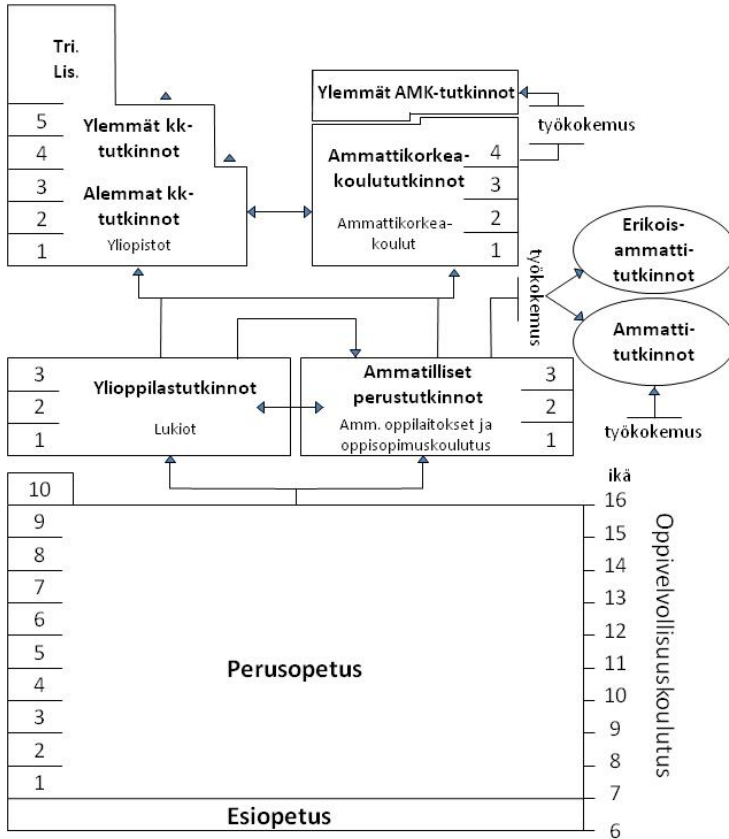 Tri.
Lis.
5
4
3
2
1
Ylemmät kk-
tutkinnot
Alemmat kk-
tutkinnot
Yliopistot
Ylemmät AMK-tutkinnot
työkokemus
Ammattikorkea-
koulututkinnot
Ammattikorkea-
koulut
4
3
2
1
työkokemus
Erikois-
ammatti-
tutkinnot
Ammatti-
tutkinnot
työkokemus
3
2
1
Ylioppilastutkinnot
Lukiot
Ammatilliset
perustutkinnot
Amm. oppilaitokset ja
oppisopimuskoulutus
3
2
1
10
9
8
7
6
5
4
3
2
1
Perusopetus
Esiopetus
ikä
16
15
14
13
12
11
10
9
8
7
6
Oppivelvollisuuskoulutus